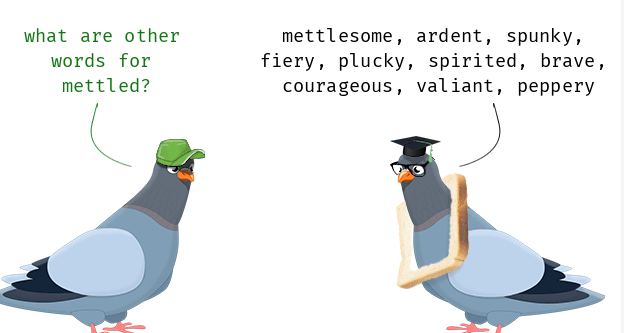 what are other
words for
mettled?
mettlesome, ardent, spunky,
fiery, plucky, spirited, brave,
courageous, valiant, peppery